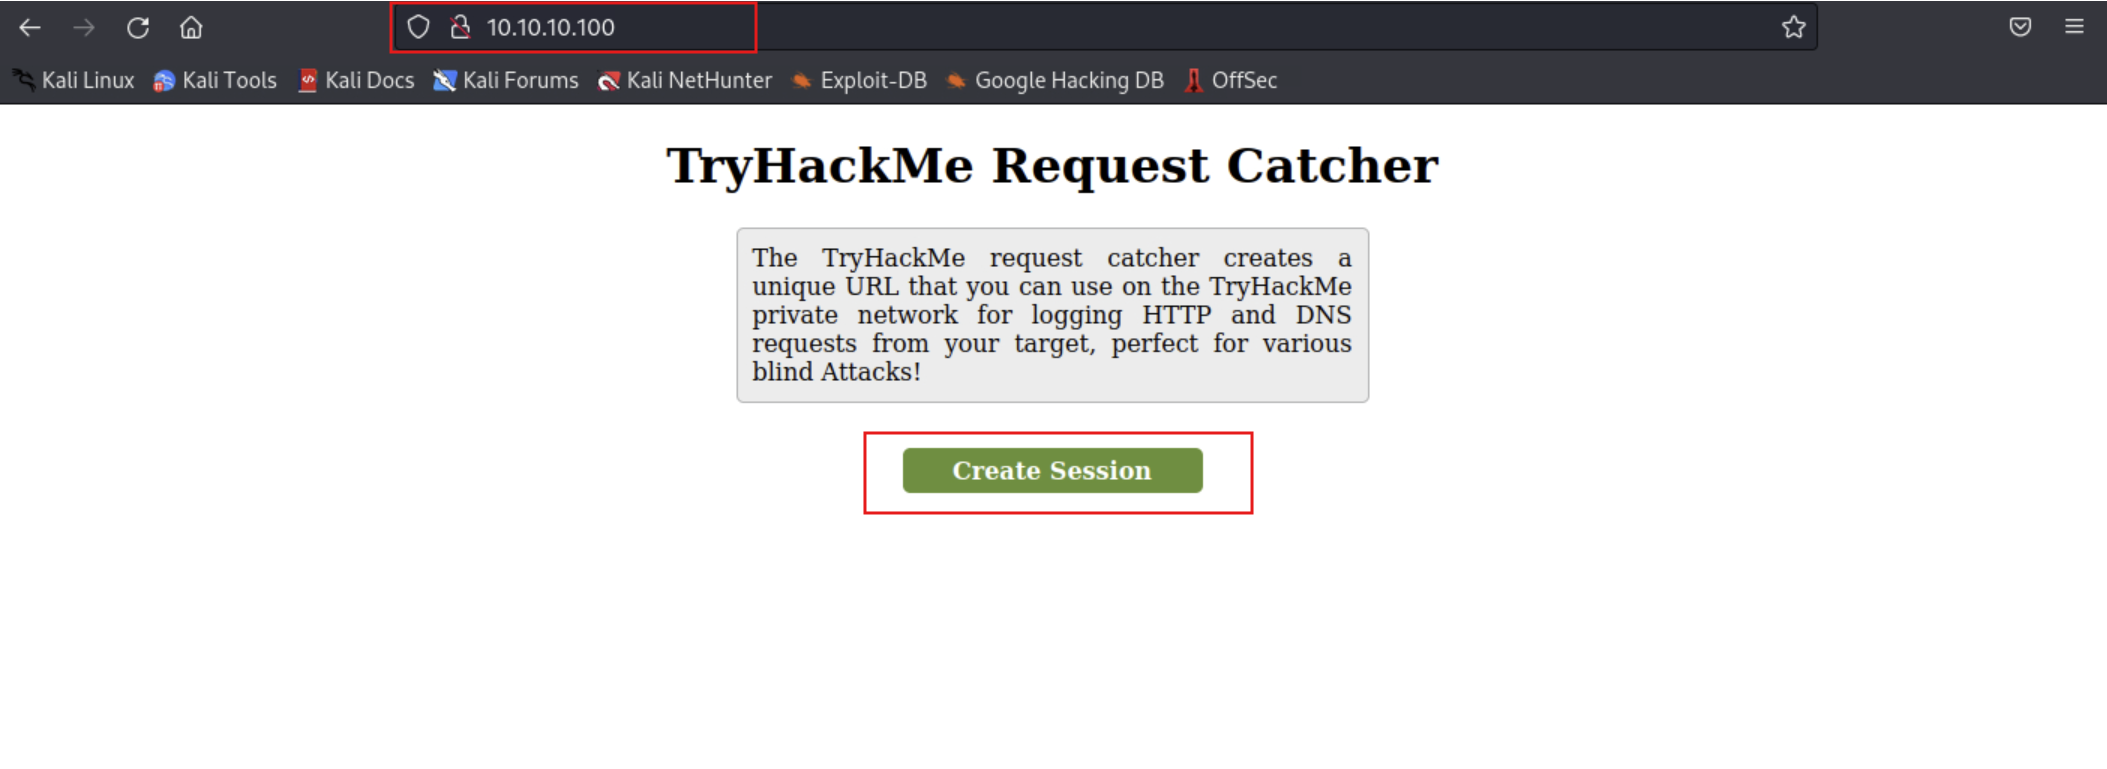 10.10.10.100
Kali Linux Kali Tools Kali Docs Kali Forums Kali NetHunter Exploit-DB Google Hacking DB OffSec
TryHackMe Request Catcher
The TryHackMe request catcher creates a
unique URL that you can use on the TryHackMe
private network for logging HTTP and DNS
requests from your target, perfect for various
blind Attacks!
Create Session